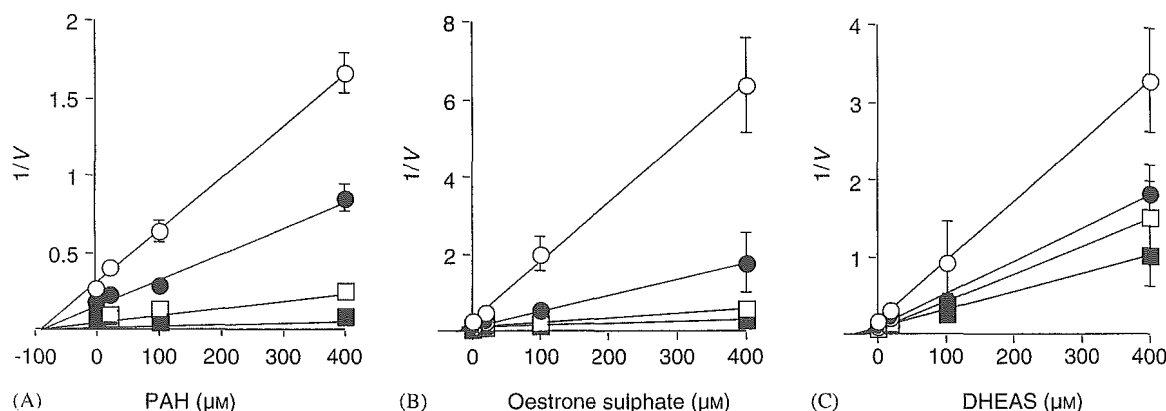 2
1.5
1
0.5
1/V
-100 0 100 200 300 400
(A) PAH (μM)
8
6
4
2
1/V
0 100 200 300 400
(B) Oestrone sulphate (μM)
4
3
2
1
1/V
0 100 200 300 400
(C) DHEAS (μM)